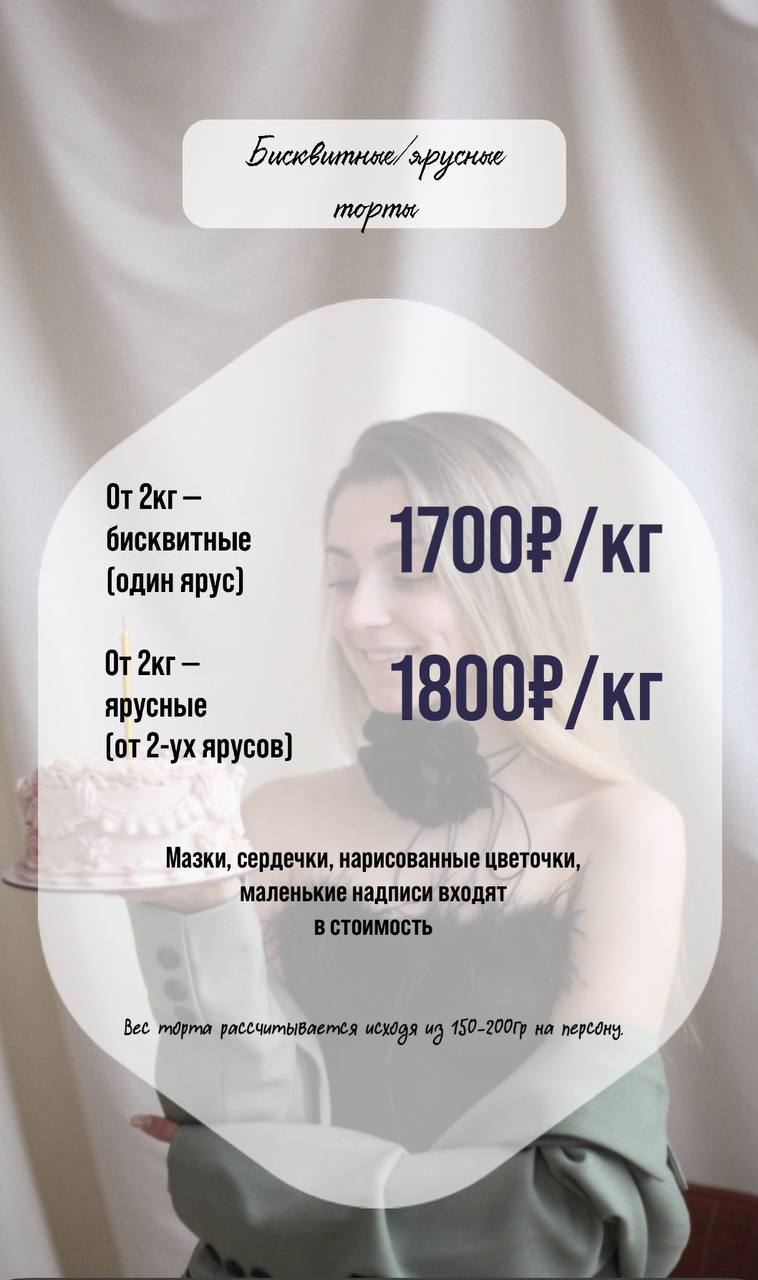 Бисквитные/ярусные
торты
От 2кг –
бисквитные
(один ярус)
1700₽/кг
От 2кг –
ярусные
(от 2-ух ярусов)
1800₽/кг
Мазки, сердечки, нарисованные цветочки,
маленькие надписи входят
в стоимость
Вес торта рассчитывается исходя из 150-200гр на персону.